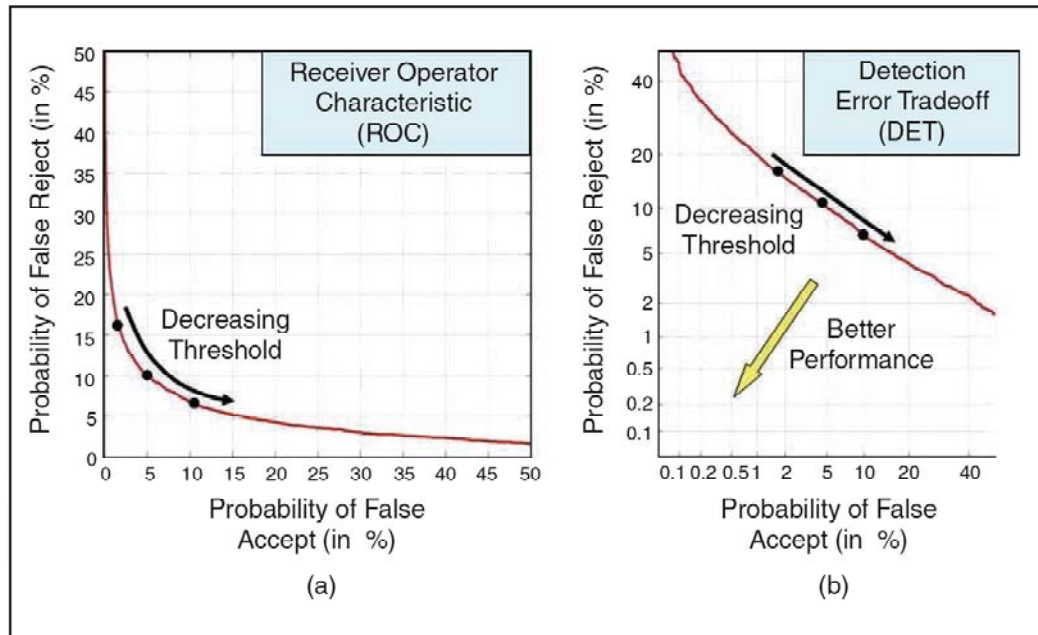 Probability of False Reject (in %)
50
45
40
35
30
25
20
15
10
5
0
Receiver Operator
Characteristic
(ROC)
Decreasing
Threshold
0 5 10 15 20 25 30 35 40 45 50
Probability of False
Accept (in %)
(a)
Probability of False Reject (in %)
40
20
10
5
2
1
0.5
0.2
0.1
Detection
Error Tradeoff
(DET)
Decreasing
Threshold
Better
Performance
0.1 0.2 0.5 1 2 5 10 20 40
Probability of False
Accept (in %)
(b)